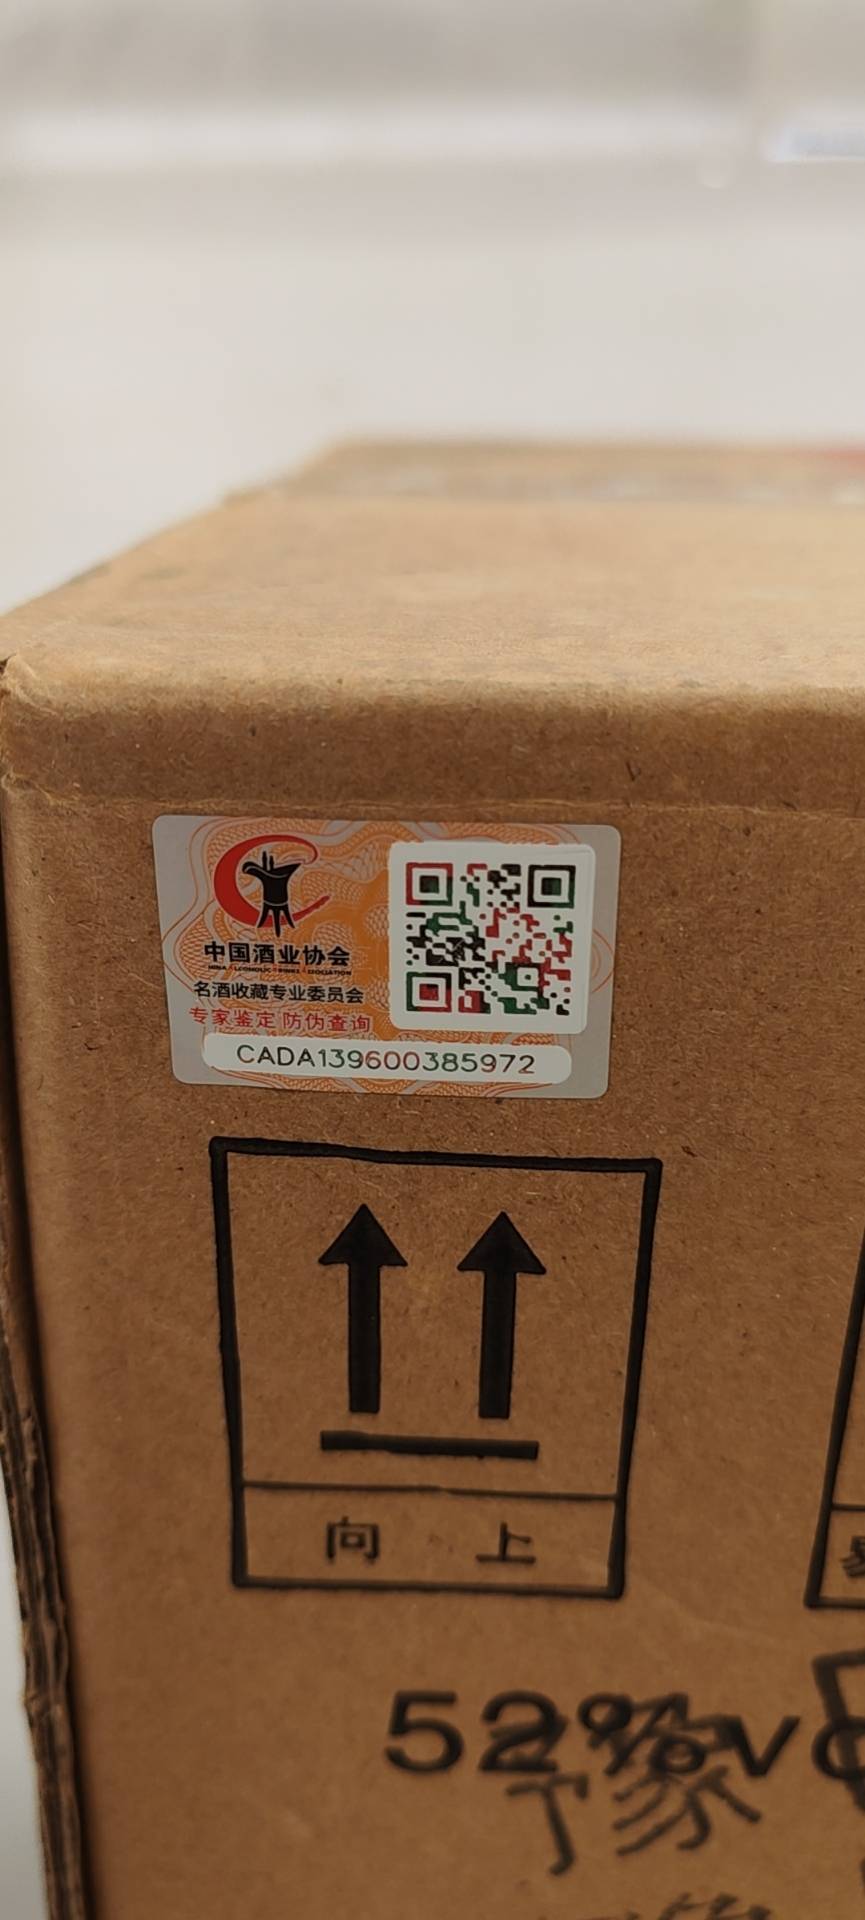 中国酒业协会
名酒收藏专业委员会
专家鉴定 防伪查询
CADA139600385972
向 上
52%v
豫